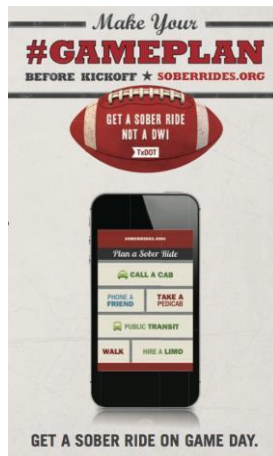 Make Your
#GAMEPLAN
BEFORE KICKOFF ★ SOBERRIDES.ORG
GET A SOBER RIDE
NOT A DWI
TxDOT
SOBERRIDES.ORG
Plan a Sober Ride
CALL A CAB
PHONE A
FRIEND
TAKE A
PEDICAB
PUBLIC TRANSIT
WALK
HIRE A LIMO
GET A SOBER RIDE ON GAME DAY.